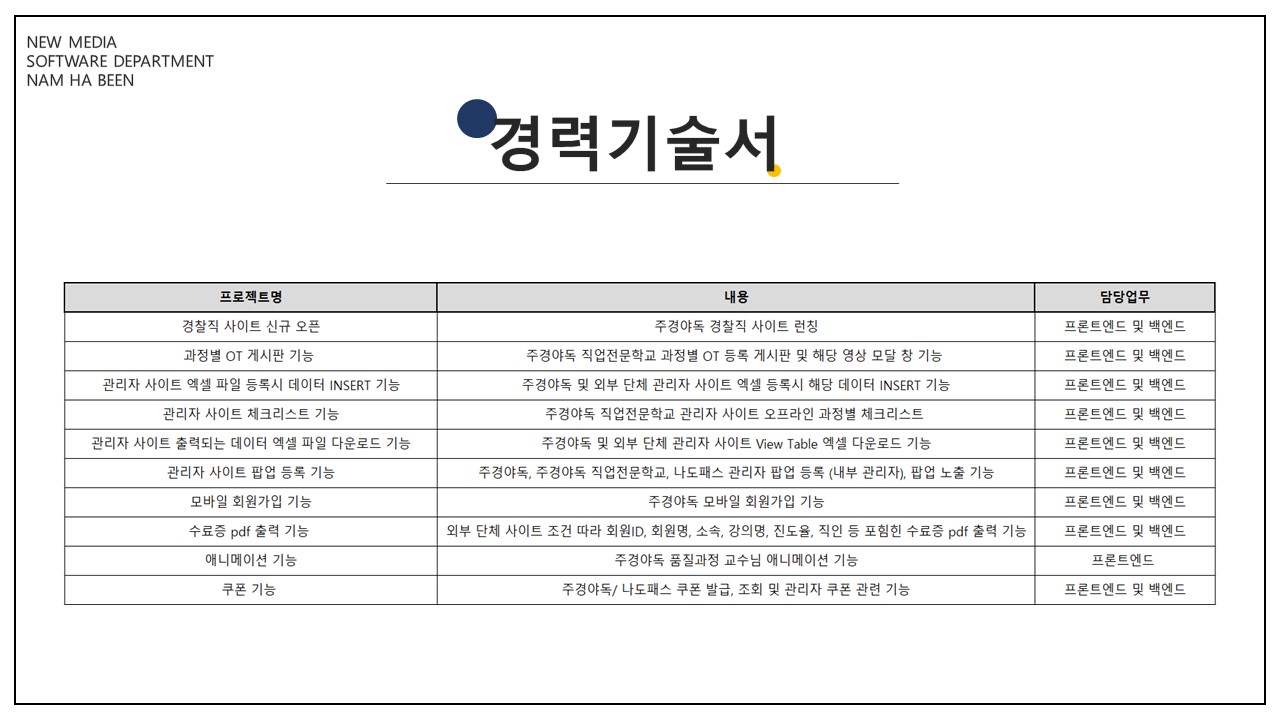 NEW MEDIA
SOFTWARE DEPARTMENT
NAM HA BEEN
경력기술서
프로젝트명 내용 담당업무
경찰직 사이트 신규 오픈 주경야독 경찰직 사이트 런칭 프론트엔드 및 백엔드
과정별 OT 게시판 기능 주경야독 직업전문학교 과정별 OT 등록 게시판 및 해당 영상 모달 창 기능 프론트엔드 및 백엔드
관리자 사이트 엑셀 파일 등록시 데이터 INSERT 기능 주경야독 및 외부 단체 관리자 사이트 엑셀 등록시 해당 데이터 INSERT 기능 프론트엔드 및 백엔드
관리자 사이트 체크리스트 기능 주경야독 직업전문학교 관리자 사이트 오프라인 과정별 체크리스트 프론트엔드 및 백엔드
관리자 사이트 출력되는 데이터 엑셀 파일 다운로드 기능 주경야독 및 외부 단체 관리자 사이트 View Table 엑셀 다운로드 기능 프론트엔드 및 백엔드
관리자 사이트 팝업 등록 기능 주경야독, 주경야독 직업전문학교, 나도패스 관리자 팝업 등록 (내부 관리자), 팝업 노출 기능 프론트엔드 및 백엔드
모바일 회원가입 기능 주경야독 모바일 회원가입 기능 프론트엔드 및 백엔드
수료증 pdf 출력 기능 외부 단체 사이트 조건 따라 회원ID, 회원명, 소속, 강의명, 진도율, 직인 등 포힘힌 수료증 pdf 출력 기능 프론트엔드 및 백엔드
애니메이션 기능 주경야독 품질과정 교수님 애니메이션 기능 프론트엔드
쿠폰 기능 주경야독/ 나도패스 쿠폰 발급, 조회 및 관리자 쿠폰 관련 기능 프론트엔드 및 백엔드